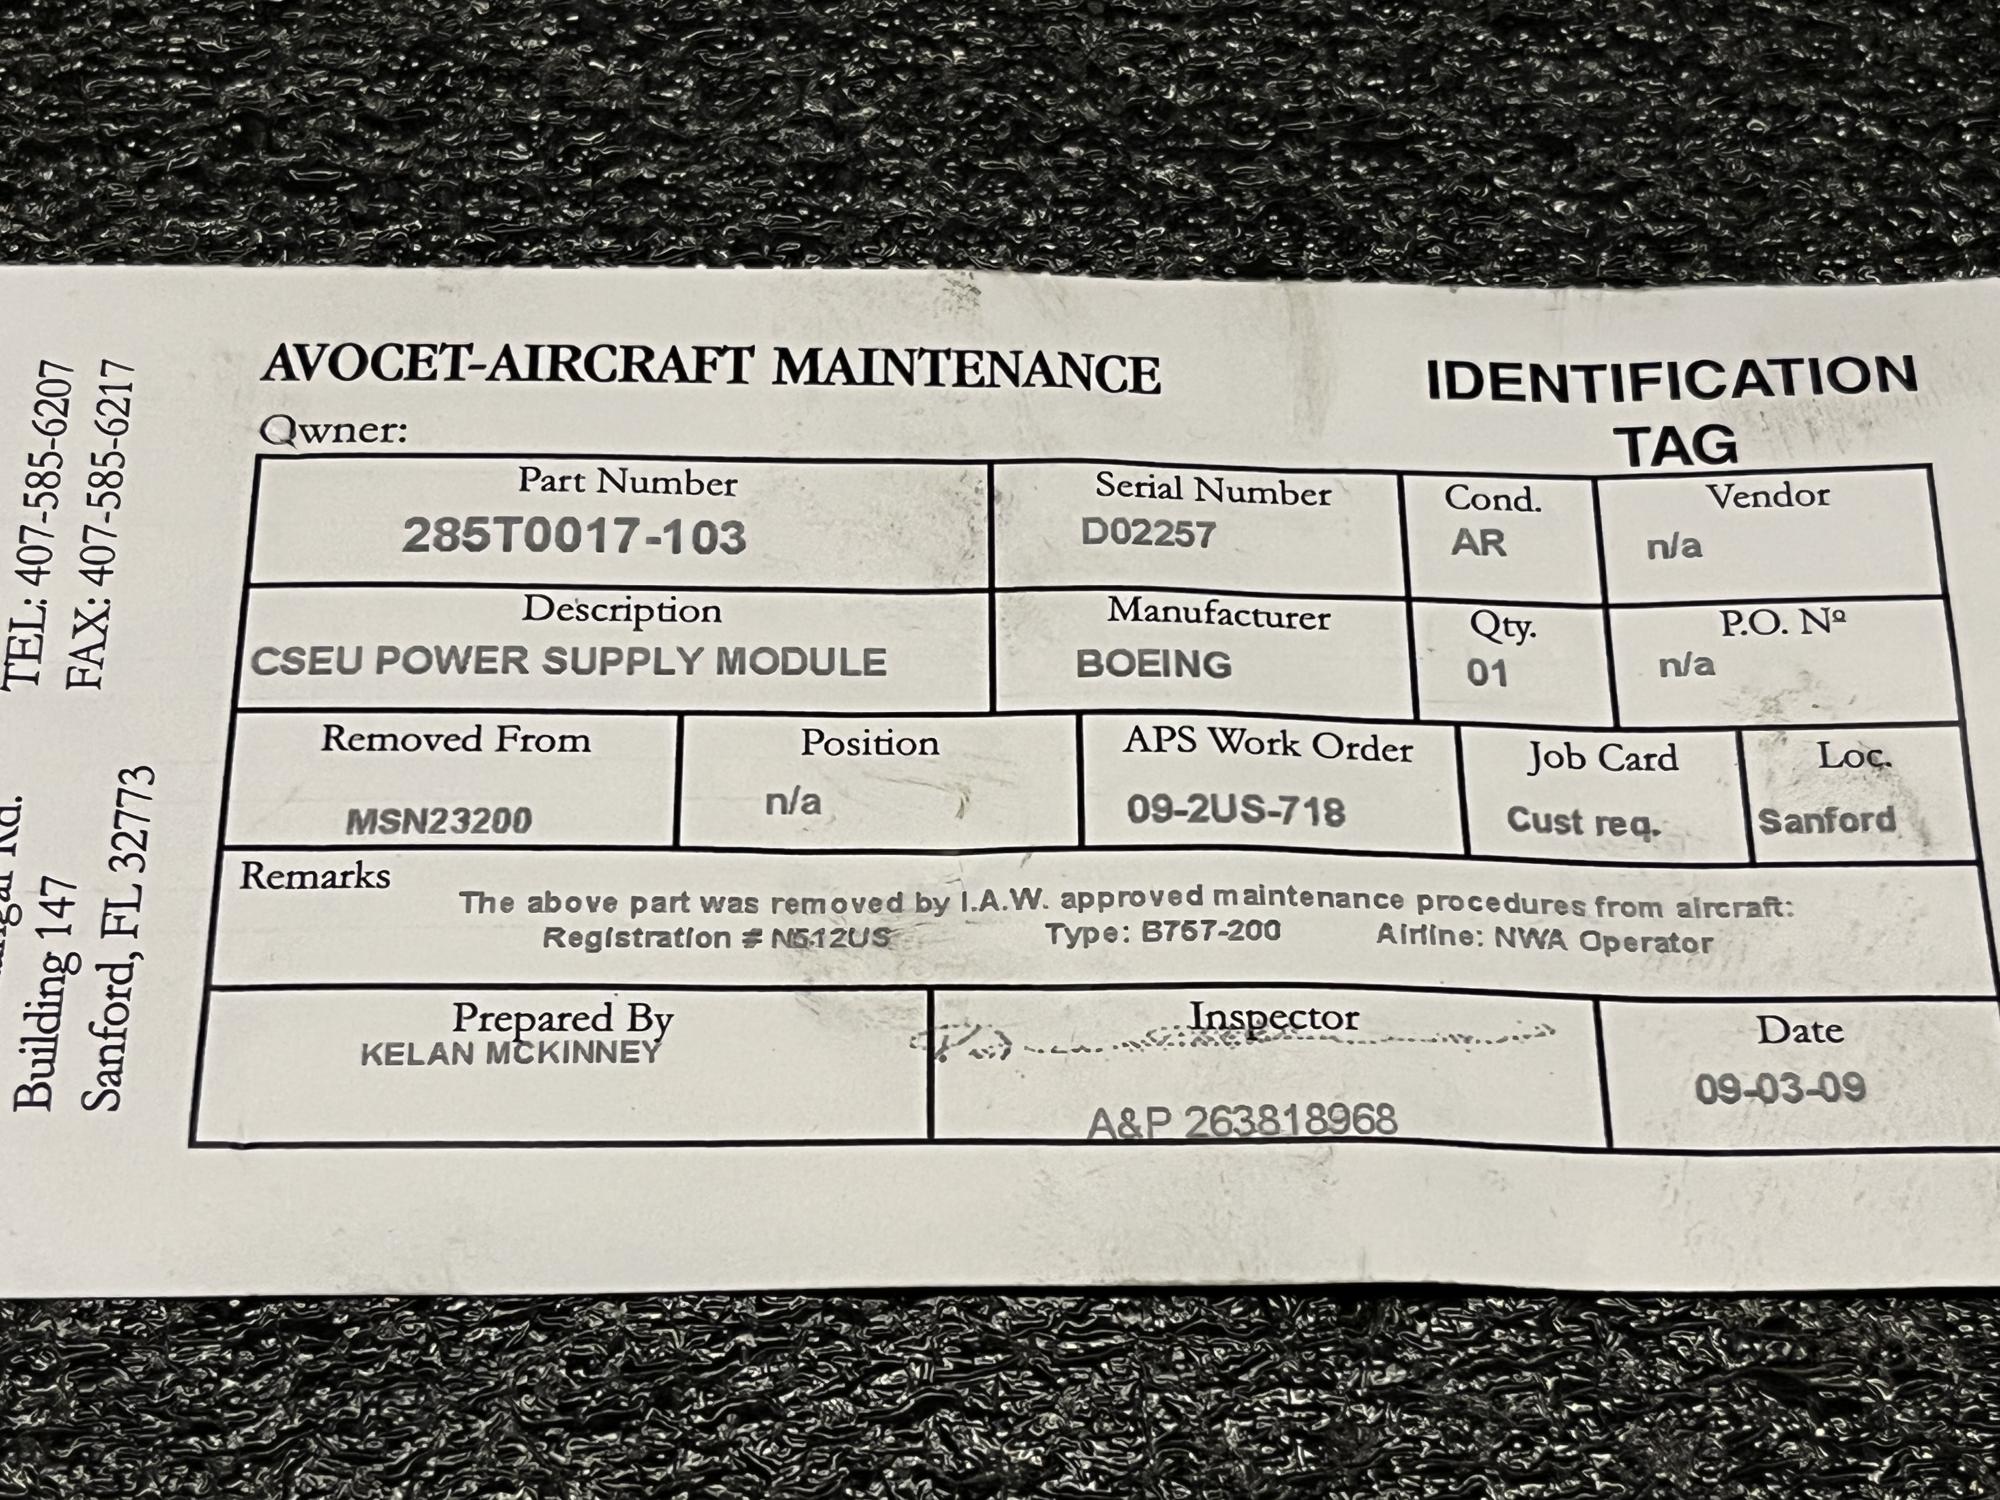 AVOCET-AIRCRAFT MAINTENANCE
IDENTIFICATION
TAG
Owner:
Part Number
285T0017-103
Serial Number
D02257
Cond.
AR
Vendor
n/a
Description
CSEU POWER SUPPLY MODULE
Manufacturer
BOEING
Qty.
01
P.O. Nº
n/a
Removed From
MSN23200
Position
n/a
APS Work Order
09-2US-718
Job Card
Cust req.
Loc.
Sanford
Remarks
The above part was removed by I.A.W. approved maintenance procedures from aircraft:
Registration # N512US Type: B757-200 Airline: NWA Operator
Prepared By
KELAN MCKINNEY
Inspector
A&P 263818968
Date
09-03-09
TEL: 407-585-6207
FAX: 407-585-6217
Rd.
Building 147
Sanford, FL 32773